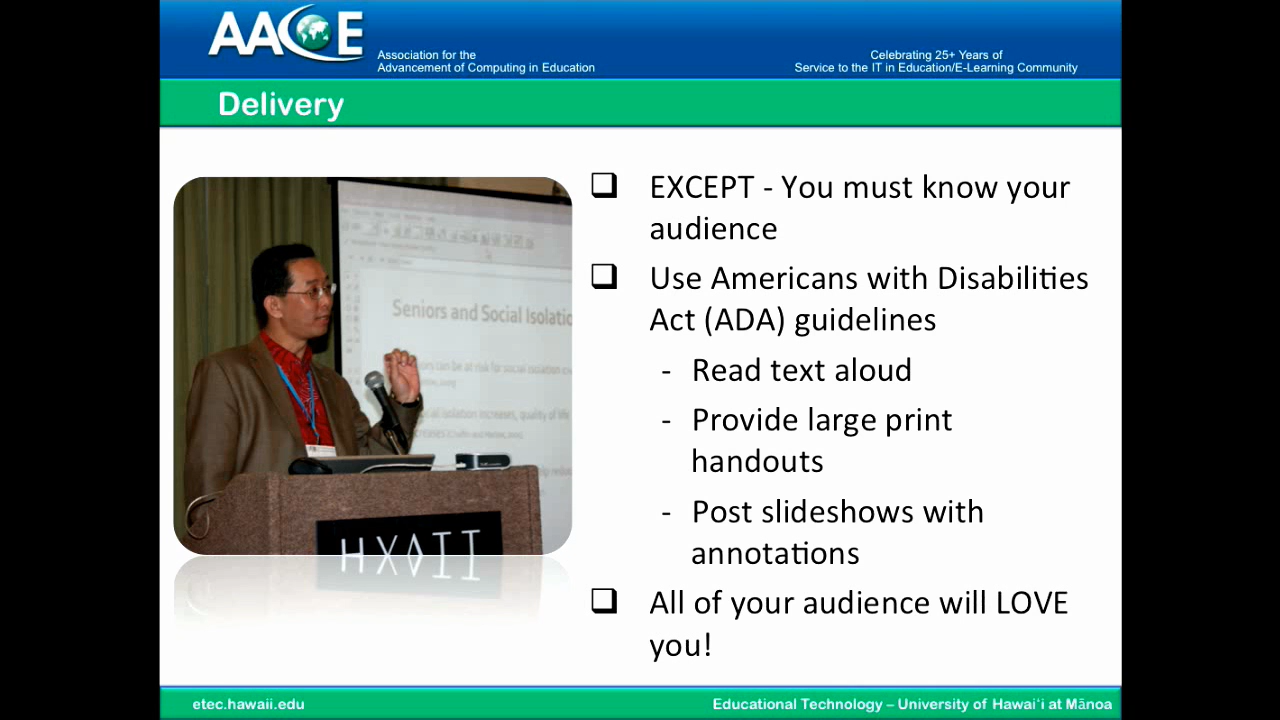 AACE
Association for the
Advancement of Computing in Education
Celebrating 25+ Years of
Service to the IT in Education/E-Learning Community
Delivery
Seniors and Social Isolatio
HYATT
❑ EXCEPT - You must know your
audience
❑ Use Americans with Disabilities
Act (ADA) guidelines
- Read text aloud
- Provide large print
handouts
- Post slideshows with
annotations
❑ All of your audience will LOVE
you!
etec.hawaii.edu
Educational Technology – University of Hawaiʻi at Mānoa